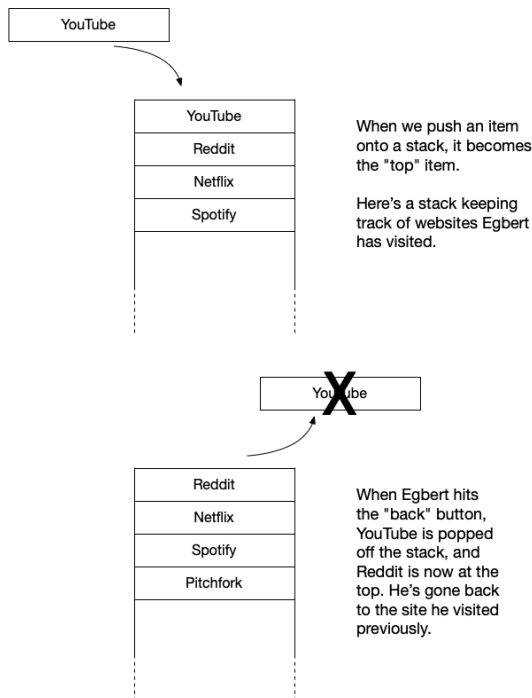 YouTube
YouTube
Reddit
Netflix
Spotify
When we push an item
onto a stack, it becomes
the "top" item.
Here's a stack keeping
track of websites Egbert
has visited.
YouTube
X
Reddit
Netflix
Spotify
Pitchfork
When Egbert hits
the "back" button,
YouTube is popped
off the stack, and
Reddit is now at the
top. He's gone back
to the site he visited
previously.